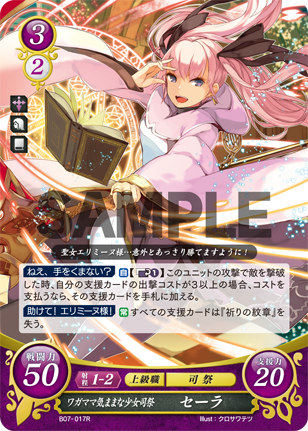 3
2
SAMPLE
聖女エリミーヌ様…意外とあっさり勝てますように！
ねえ、手をくまない？ 自【[翻1]】このユニットの攻撃で敵を撃破
した時、自分の支援カードの出撃コストが３以上の場合、コスト
を支払うなら、その支援カードを手札に加える。
助けて！エリミーヌ様！ 常 すべての支援カードは『祈りの紋章』を
失う。
戦闘力
50
射程 1-2 上級職 司祭
支援力
20
ワガママ気ままな少女司祭 セーラ
B07-017R Illust：クロサワテツ